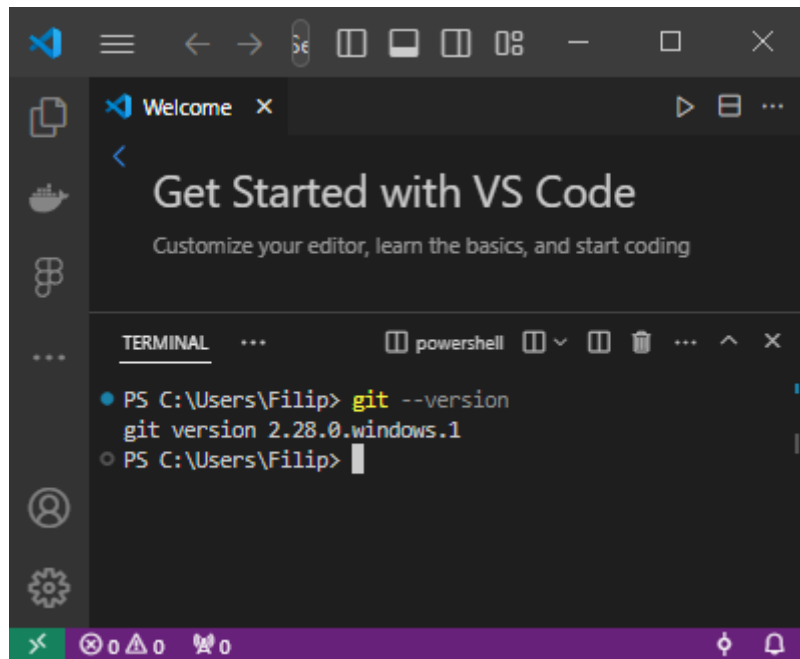 Se
Welcome
Get Started with VS Code
Customize your editor, learn the basics, and start coding
TERMINAL
powershell
PS C:\Users\Filip> git --version
git version 2.28.0.windows.1
PS C:\Users\Filip>
0 0 0